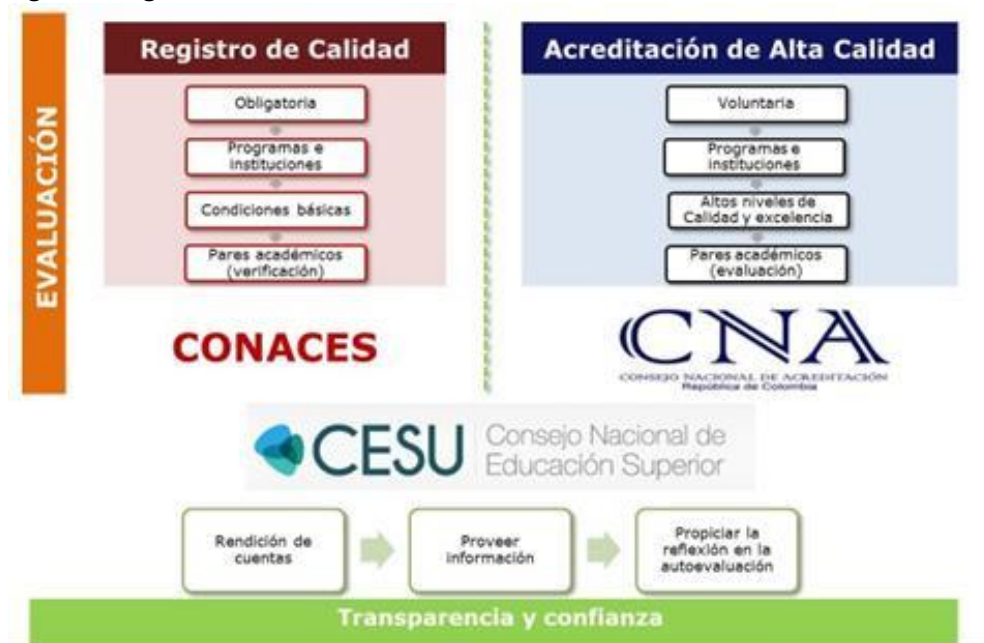 EVALUACIÓN
Registro de Calidad
Obligatoria
Programas e
instituciones
Condiciones básicas
Pares académicos
(verificación)
CONACES
Acreditación de Alta Calidad
Voluntaria
Programas e
instituciones
Altos niveles de
Calidad y excelencia
Pares académicos
(evaluación)
CNA
CONSEJO NACIONAL DE ACREDITACIÓN
República de Colombia
CESU
Consejo Nacional de
Educación Superior
Rendición de
cuentas
Proveer
información
Propiciar la
reflexión en la
autoevaluación
Transparencia y confianza